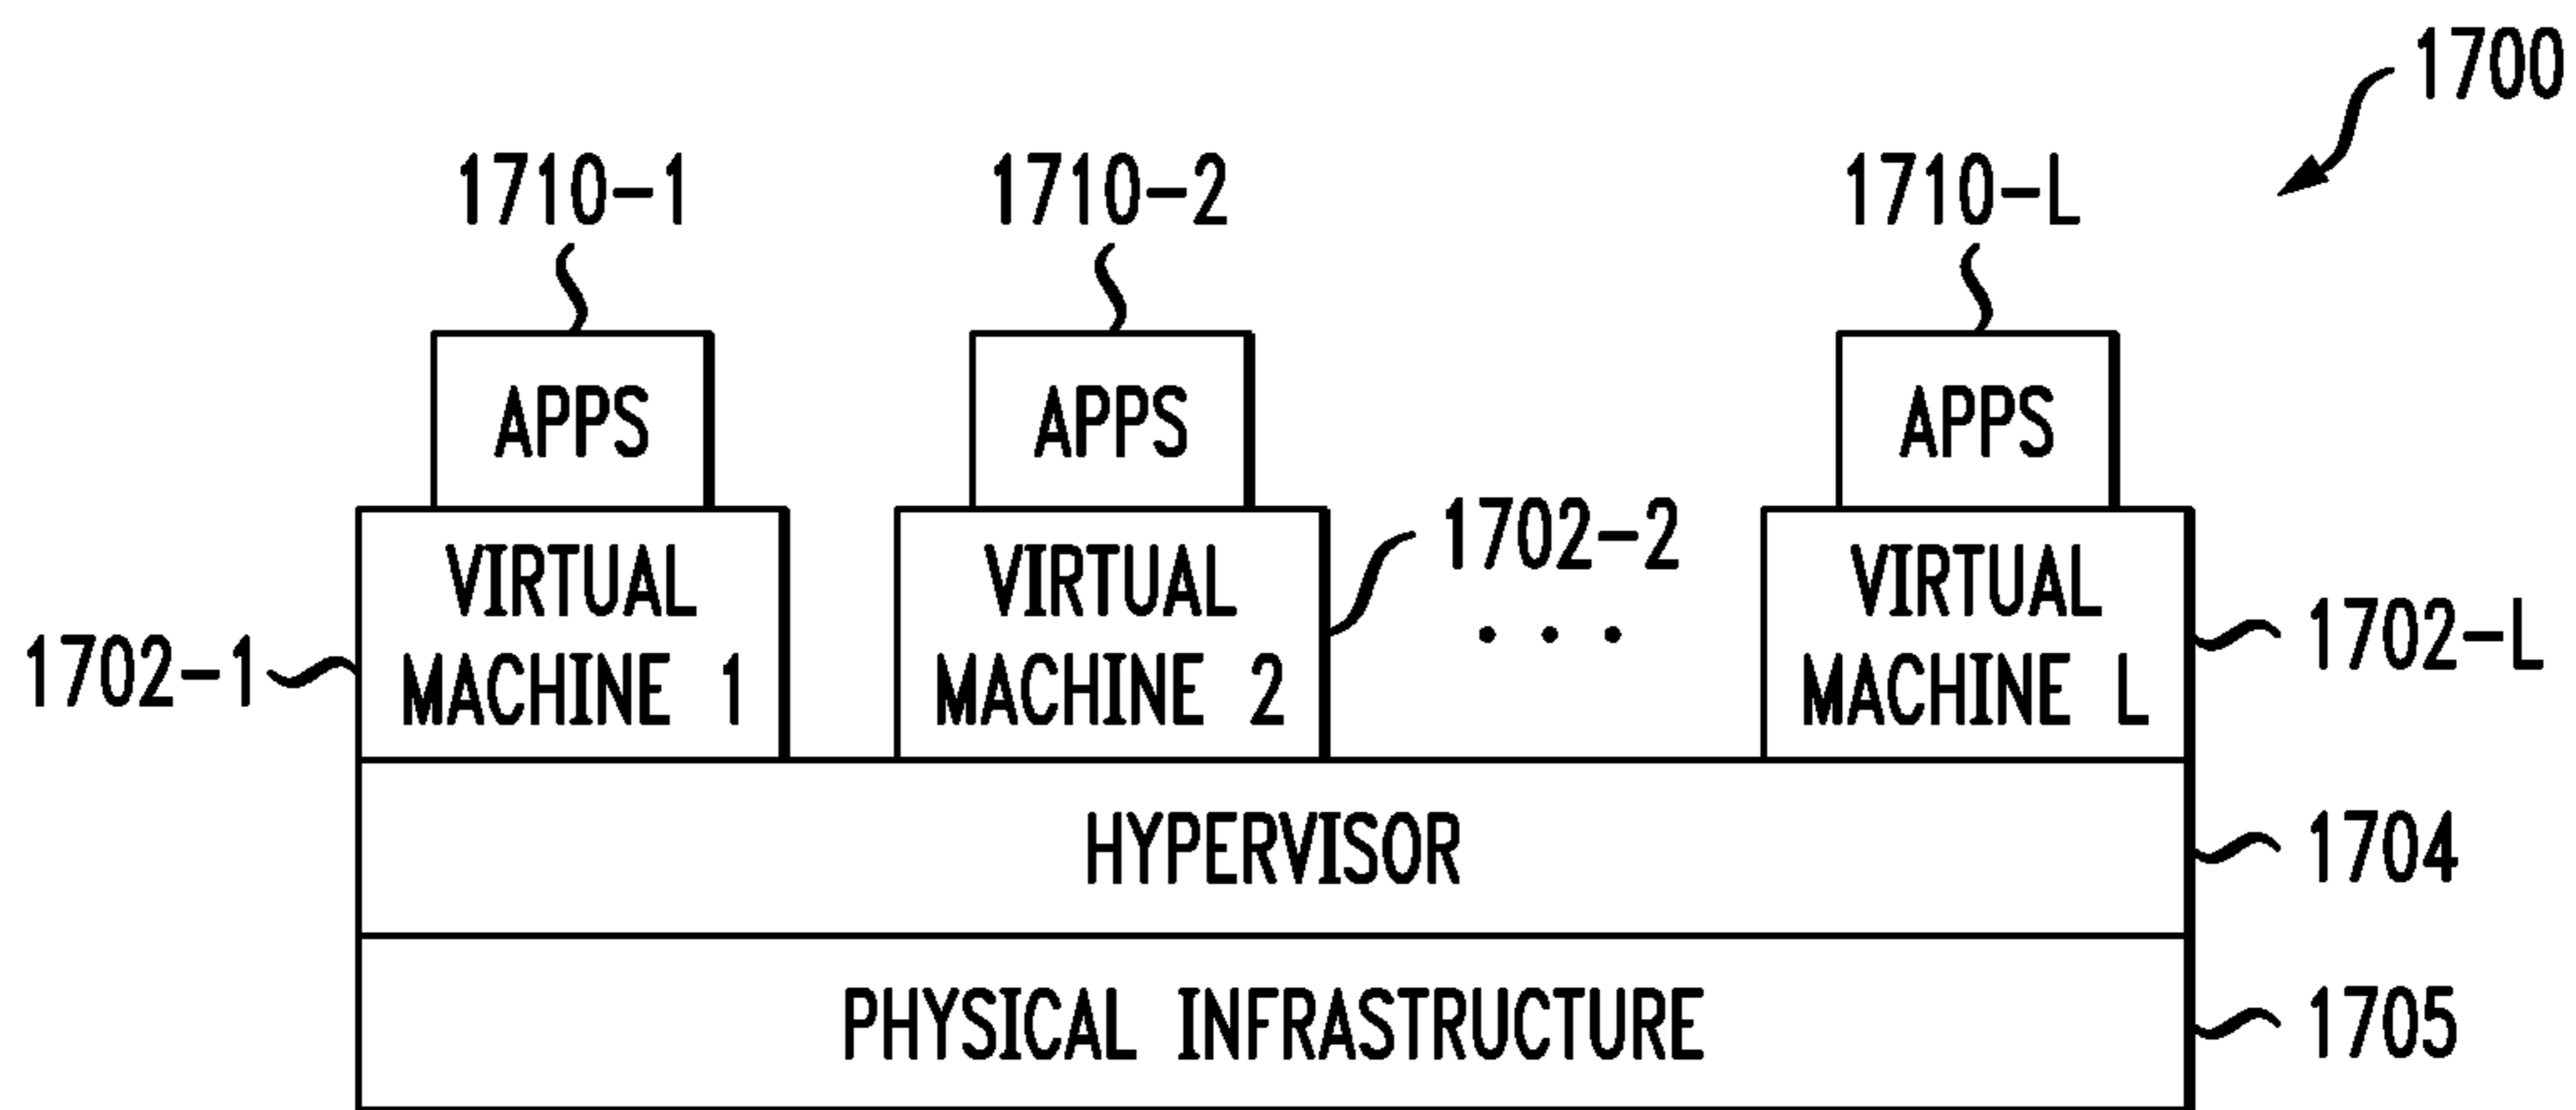 1700
1710-1
1710-2
1710-L
APPS
APPS
APPS
1702-1
VIRTUAL
MACHINE 1
VIRTUAL
MACHINE 2
1702-2
. . .
VIRTUAL
MACHINE L
1702-L
HYPERVISOR
1704
PHYSICAL INFRASTRUCTURE
1705